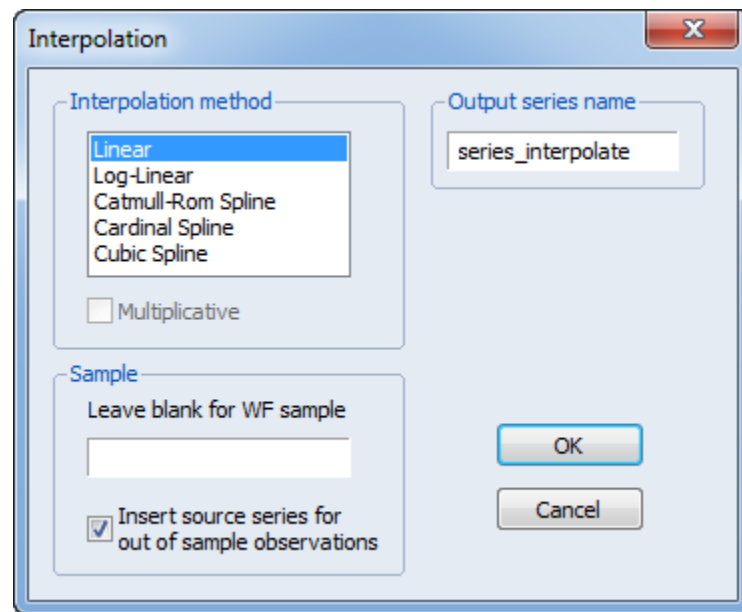 Interpolation
Interpolation method
Linear
Log-Linear
Catmull-Rom Spline
Cardinal Spline
Cubic Spline
Multiplicative
Output series name
series_interpolate
Sample
Leave blank for WF sample
Insert source series for
out of sample observations
OK
Cancel